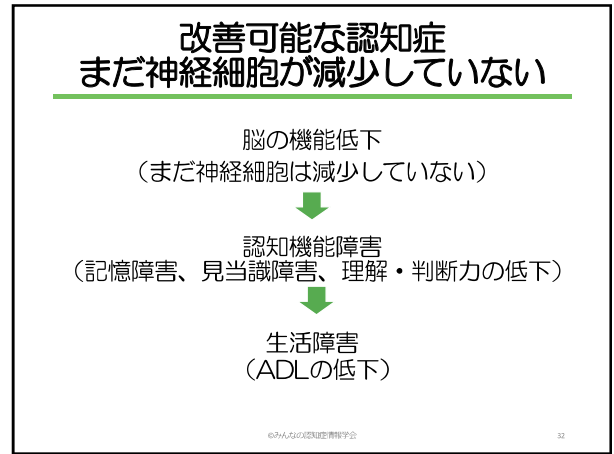 改善可能な認知症
まだ神経細胞が減少していない
脳の機能低下
（まだ神経細胞は減少していない）
認知機能障害
（記憶障害、見当識障害、理解・判断力の低下）
生活障害
（ADLの低下）
©みんなの認知症情報学会
32